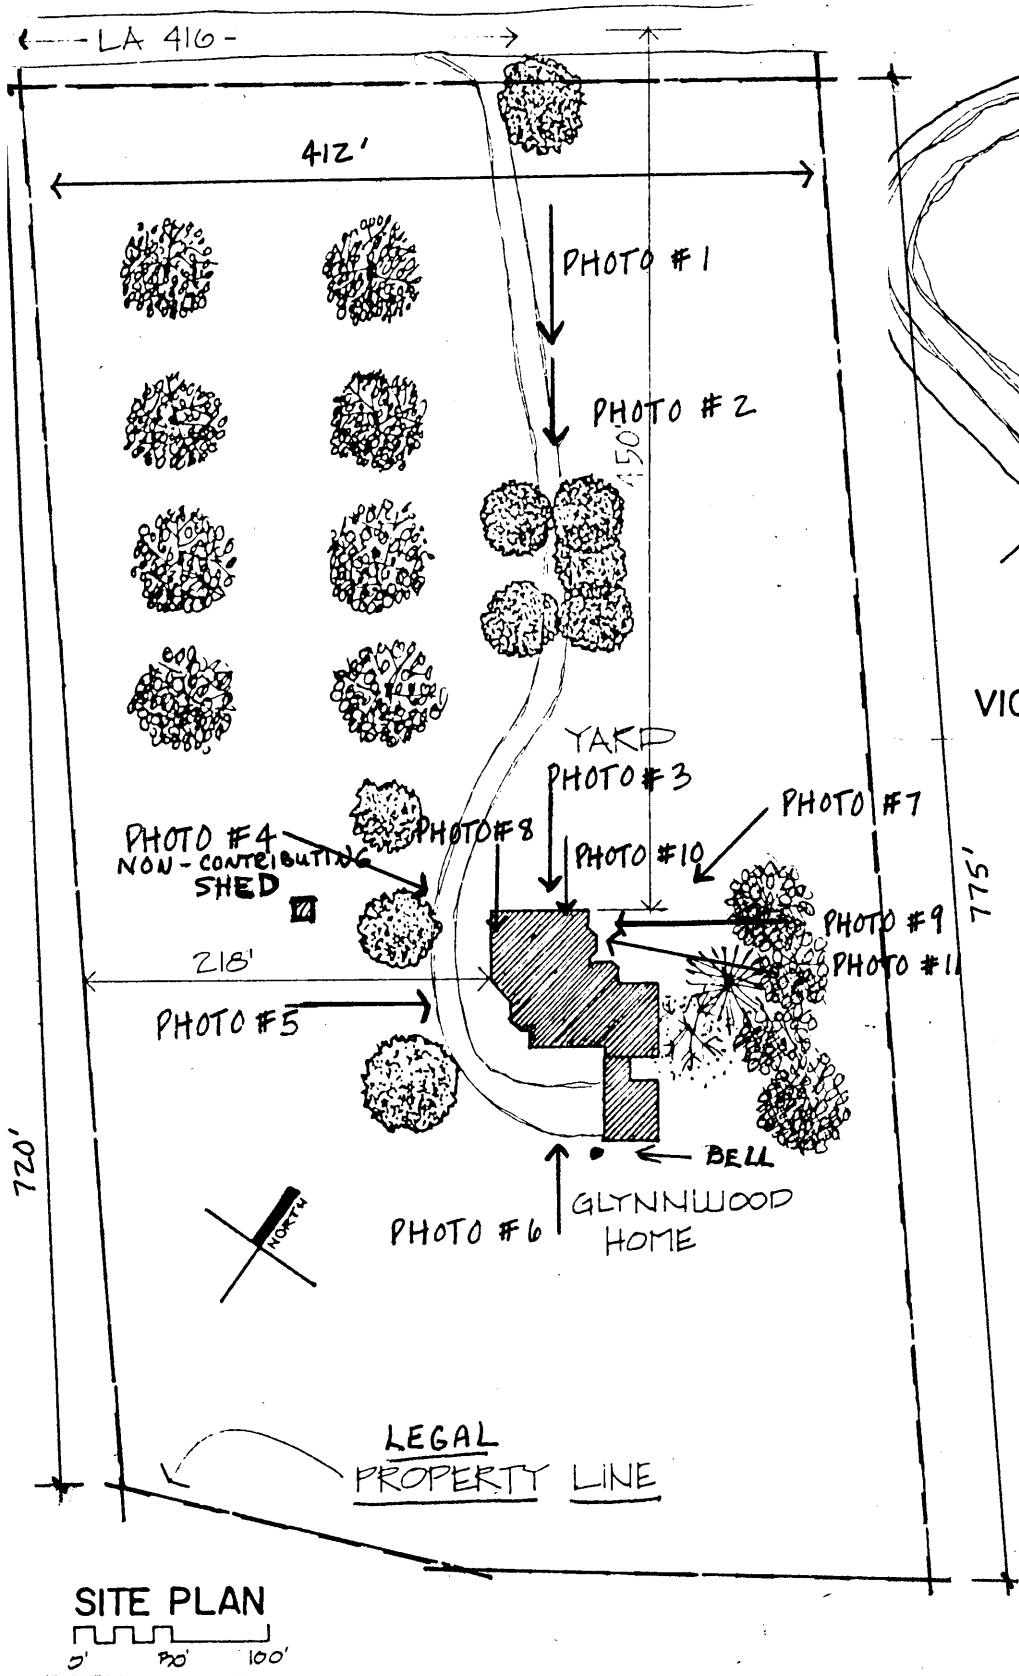 LA 416
412'
PHOTO #1
PHOTO #2
450'
VIC
YARD
PHOTO #3
PHOTO #7
PHOTO #4
PHOTO #8
NON-CONTRIBUTING
SHED
PHOTO #10
775'
PHOTO #9
218'
PHOTO #11
PHOTO #5
720'
BELL
NORTH
PHOTO #6
GLYNNWOOD
HOME
LEGAL
PROPERTY LINE
SITE PLAN
0' 50' 100'